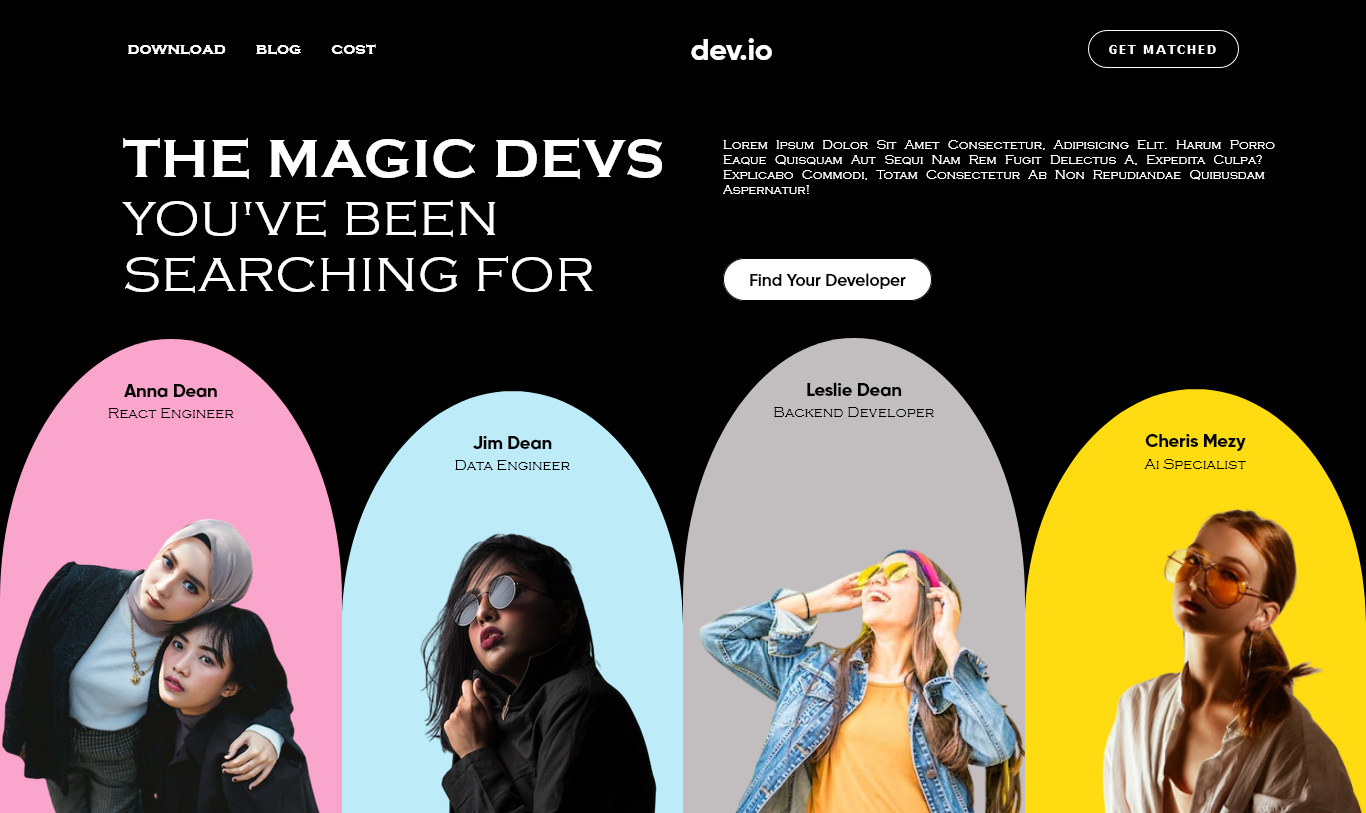 DOWNLOAD BLOG COST dev.io GET MATCHED
THE MAGIC DEVS
YOU'VE BEEN
SEARCHING FOR
Lorem Ipsum Dolor Sit Amet Consectetur, Adipisicing Elit. Harum Porro
Eaque Quisquam Aut Sequi Nam Rem Fugit Delectus A, Expedita Culpa?
Explicabo Commodi, Totam Consectetur Ab Non Repudiandae Quibusdam
Aspernatur!
Find Your Developer
Anna Dean
React Engineer
Jim Dean
Data Engineer
Leslie Dean
Backend Developer
Cheris Mezy
Ai Specialist